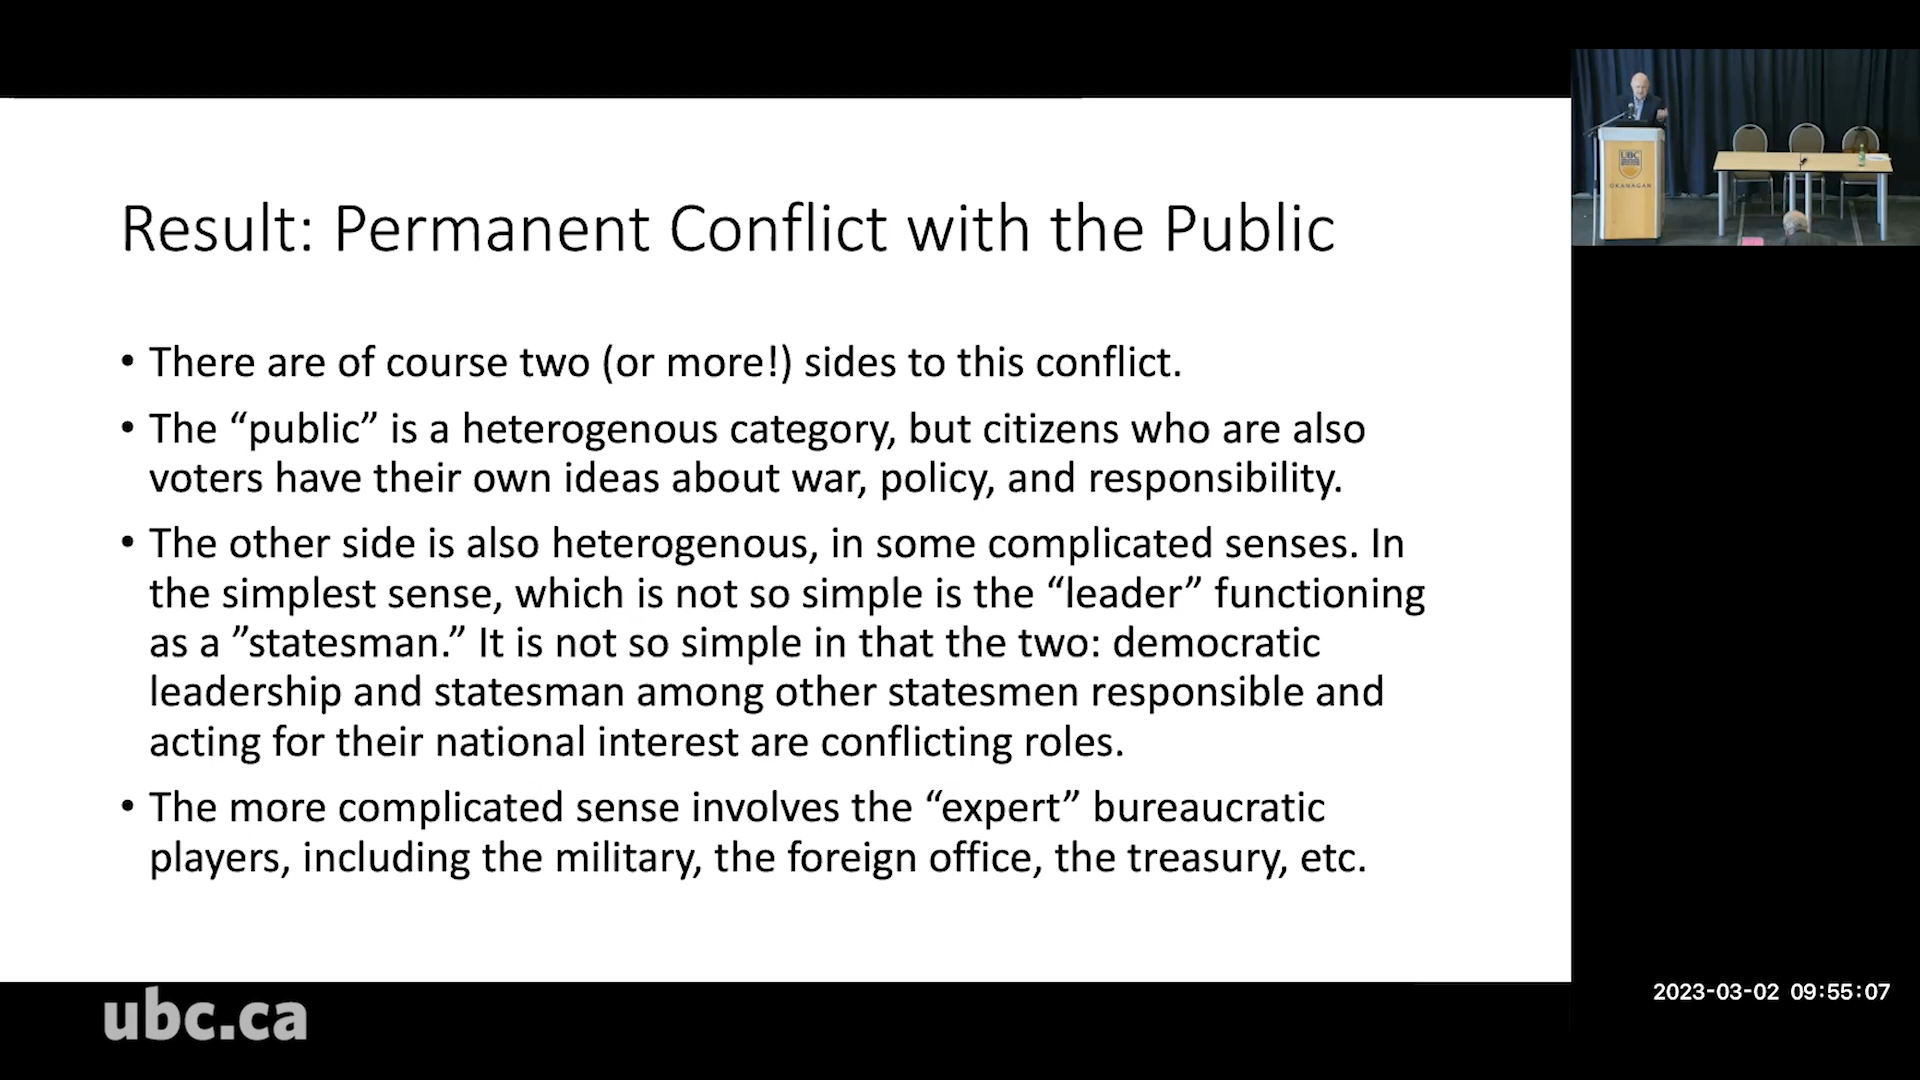 Result: Permanent Conflict with the Public
• There are of course two (or more!) sides to this conflict.
• The “public” is a heterogenous category, but citizens who are also
voters have their own ideas about war, policy, and responsibility.
• The other side is also heterogenous, in some complicated senses. In
the simplest sense, which is not so simple is the “leader” functioning
as a ”statesman.” It is not so simple in that the two: democratic
leadership and statesman among other statesmen responsible and
acting for their national interest are conflicting roles.
• The more complicated sense involves the “expert” bureaucratic
players, including the military, the foreign office, the treasury, etc.
UBC
OKANAGAN
2023-03-02 09:55:07
ubc.ca